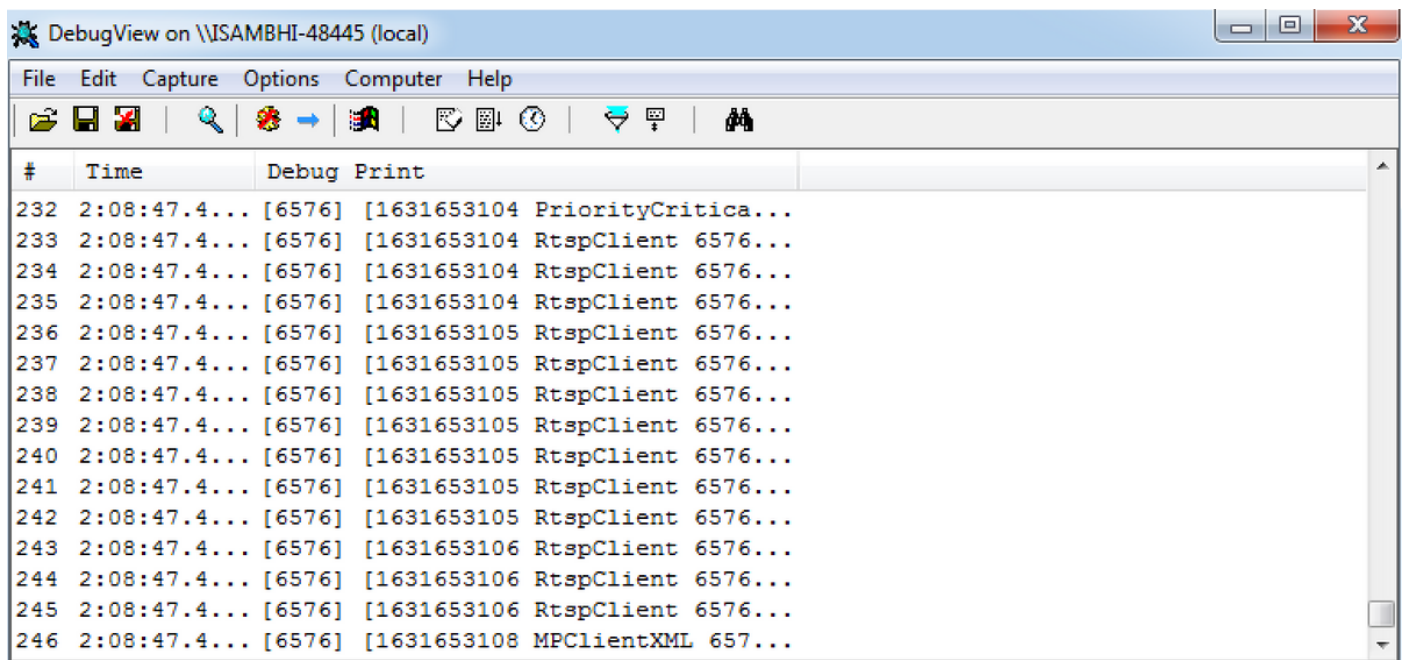 DebugView on \\ISAMBHI-48445 (local)
File Edit Capture Options Computer Help
# Time Debug Print
232 2:08:47.4... [6576] [1631653104 PriorityCritica...
233 2:08:47.4... [6576] [1631653104 RtspClient 6576...
234 2:08:47.4... [6576] [1631653104 RtspClient 6576...
235 2:08:47.4... [6576] [1631653104 RtspClient 6576...
236 2:08:47.4... [6576] [1631653105 RtspClient 6576...
237 2:08:47.4... [6576] [1631653105 RtspClient 6576...
238 2:08:47.4... [6576] [1631653105 RtspClient 6576...
239 2:08:47.4... [6576] [1631653105 RtspClient 6576...
240 2:08:47.4... [6576] [1631653105 RtspClient 6576...
241 2:08:47.4... [6576] [1631653105 RtspClient 6576...
242 2:08:47.4... [6576] [1631653105 RtspClient 6576...
243 2:08:47.4... [6576] [1631653106 RtspClient 6576...
244 2:08:47.4... [6576] [1631653106 RtspClient 6576...
245 2:08:47.4... [6576] [1631653106 RtspClient 6576...
246 2:08:47.4... [6576] [1631653108 MPClientXML 657...